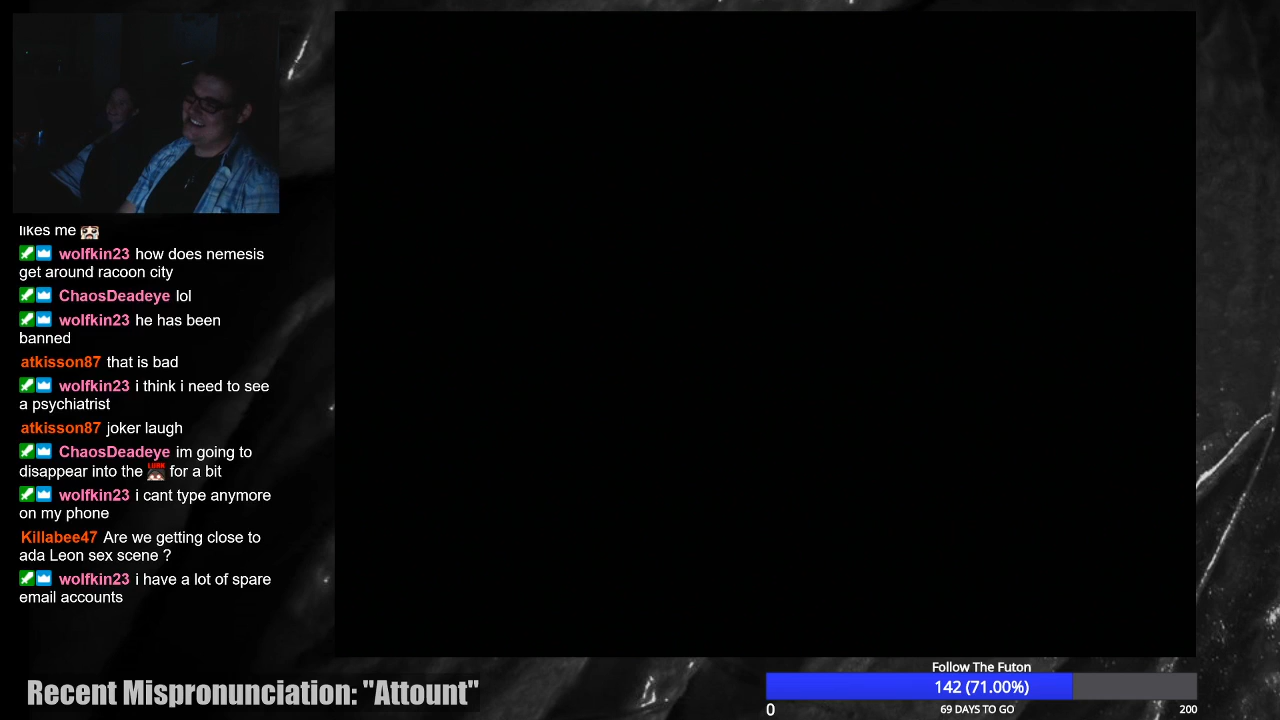 likes me
wolfkin23 how does nemesis
get around racoon city
ChaosDeadeye lol
wolfkin23 he has been
banned
atkisson87 that is bad
wolfkin23 i think i need to see
a psychiatrist
atkisson87 joker laugh
ChaosDeadeye im going to
disappear into the LURK for a bit
wolfkin23 i cant type anymore
on my phone
Killabee47 Are we getting close to
ada Leon sex scene ?
wolfkin23 i have a lot of spare
email accounts
Recent Mispronunciation: "Attount"
Follow The Futon
142 (71.00%)
0 69 DAYS TO GO 200